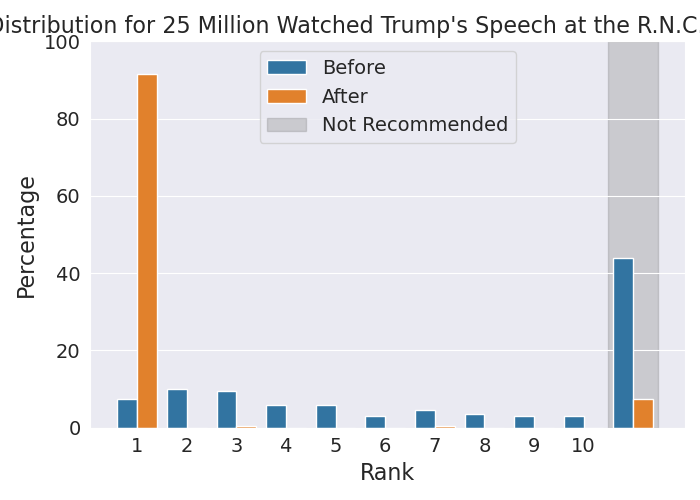 Distribution for 25 Million Watched Trump's Speech at the R.N.C.
100
80
60
40
20
0
Percentage
Before
After
Not Recommended
1 2 3 4 5 6 7 8 9 10
Rank